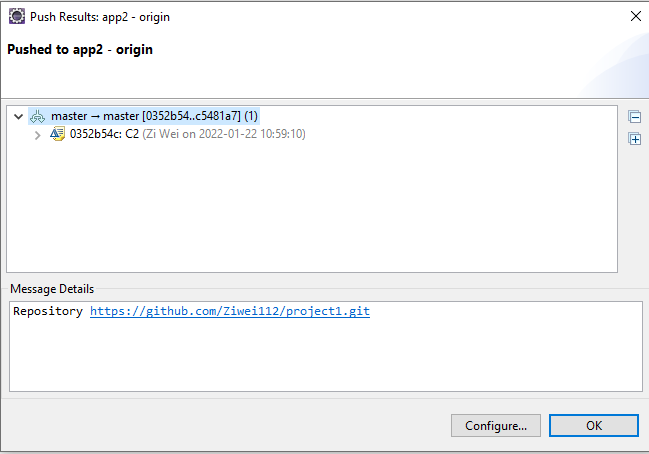 Push Results: app2 - origin
Pushed to app2 - origin
master → master [0352b54..c5481a7] (1)
0352b54c: C2 (Zi Wei on 2022-01-22 10:59:10)
Message Details
Repository https://github.com/Ziwei112/project1.git
Configure...
OK